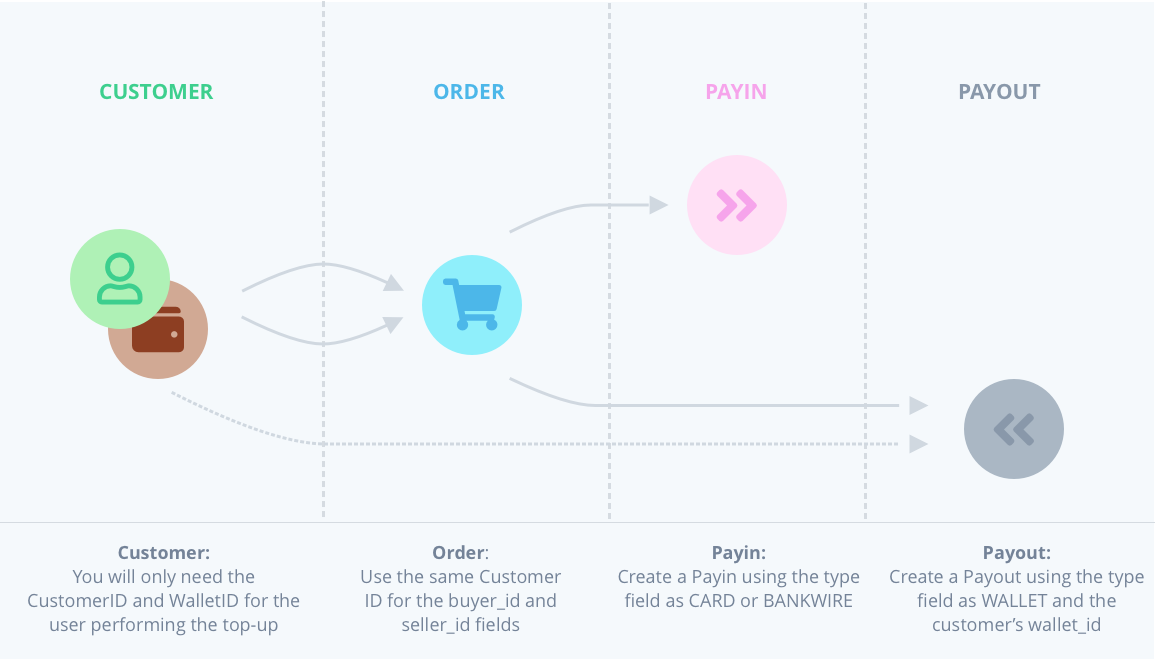 CUSTOMER
ORDER
PAYIN
PAYOUT
Customer:
You will only need the
CustomerID and WalletID for the
user performing the top-up
Order:
Use the same Customer
ID for the buyer_id and
seller_id fields
Payin:
Create a Payin using the type
field as CARD or BANKWIRE
Payout:
Create a Payout using the type
field as WALLET and the
customer’s wallet_id